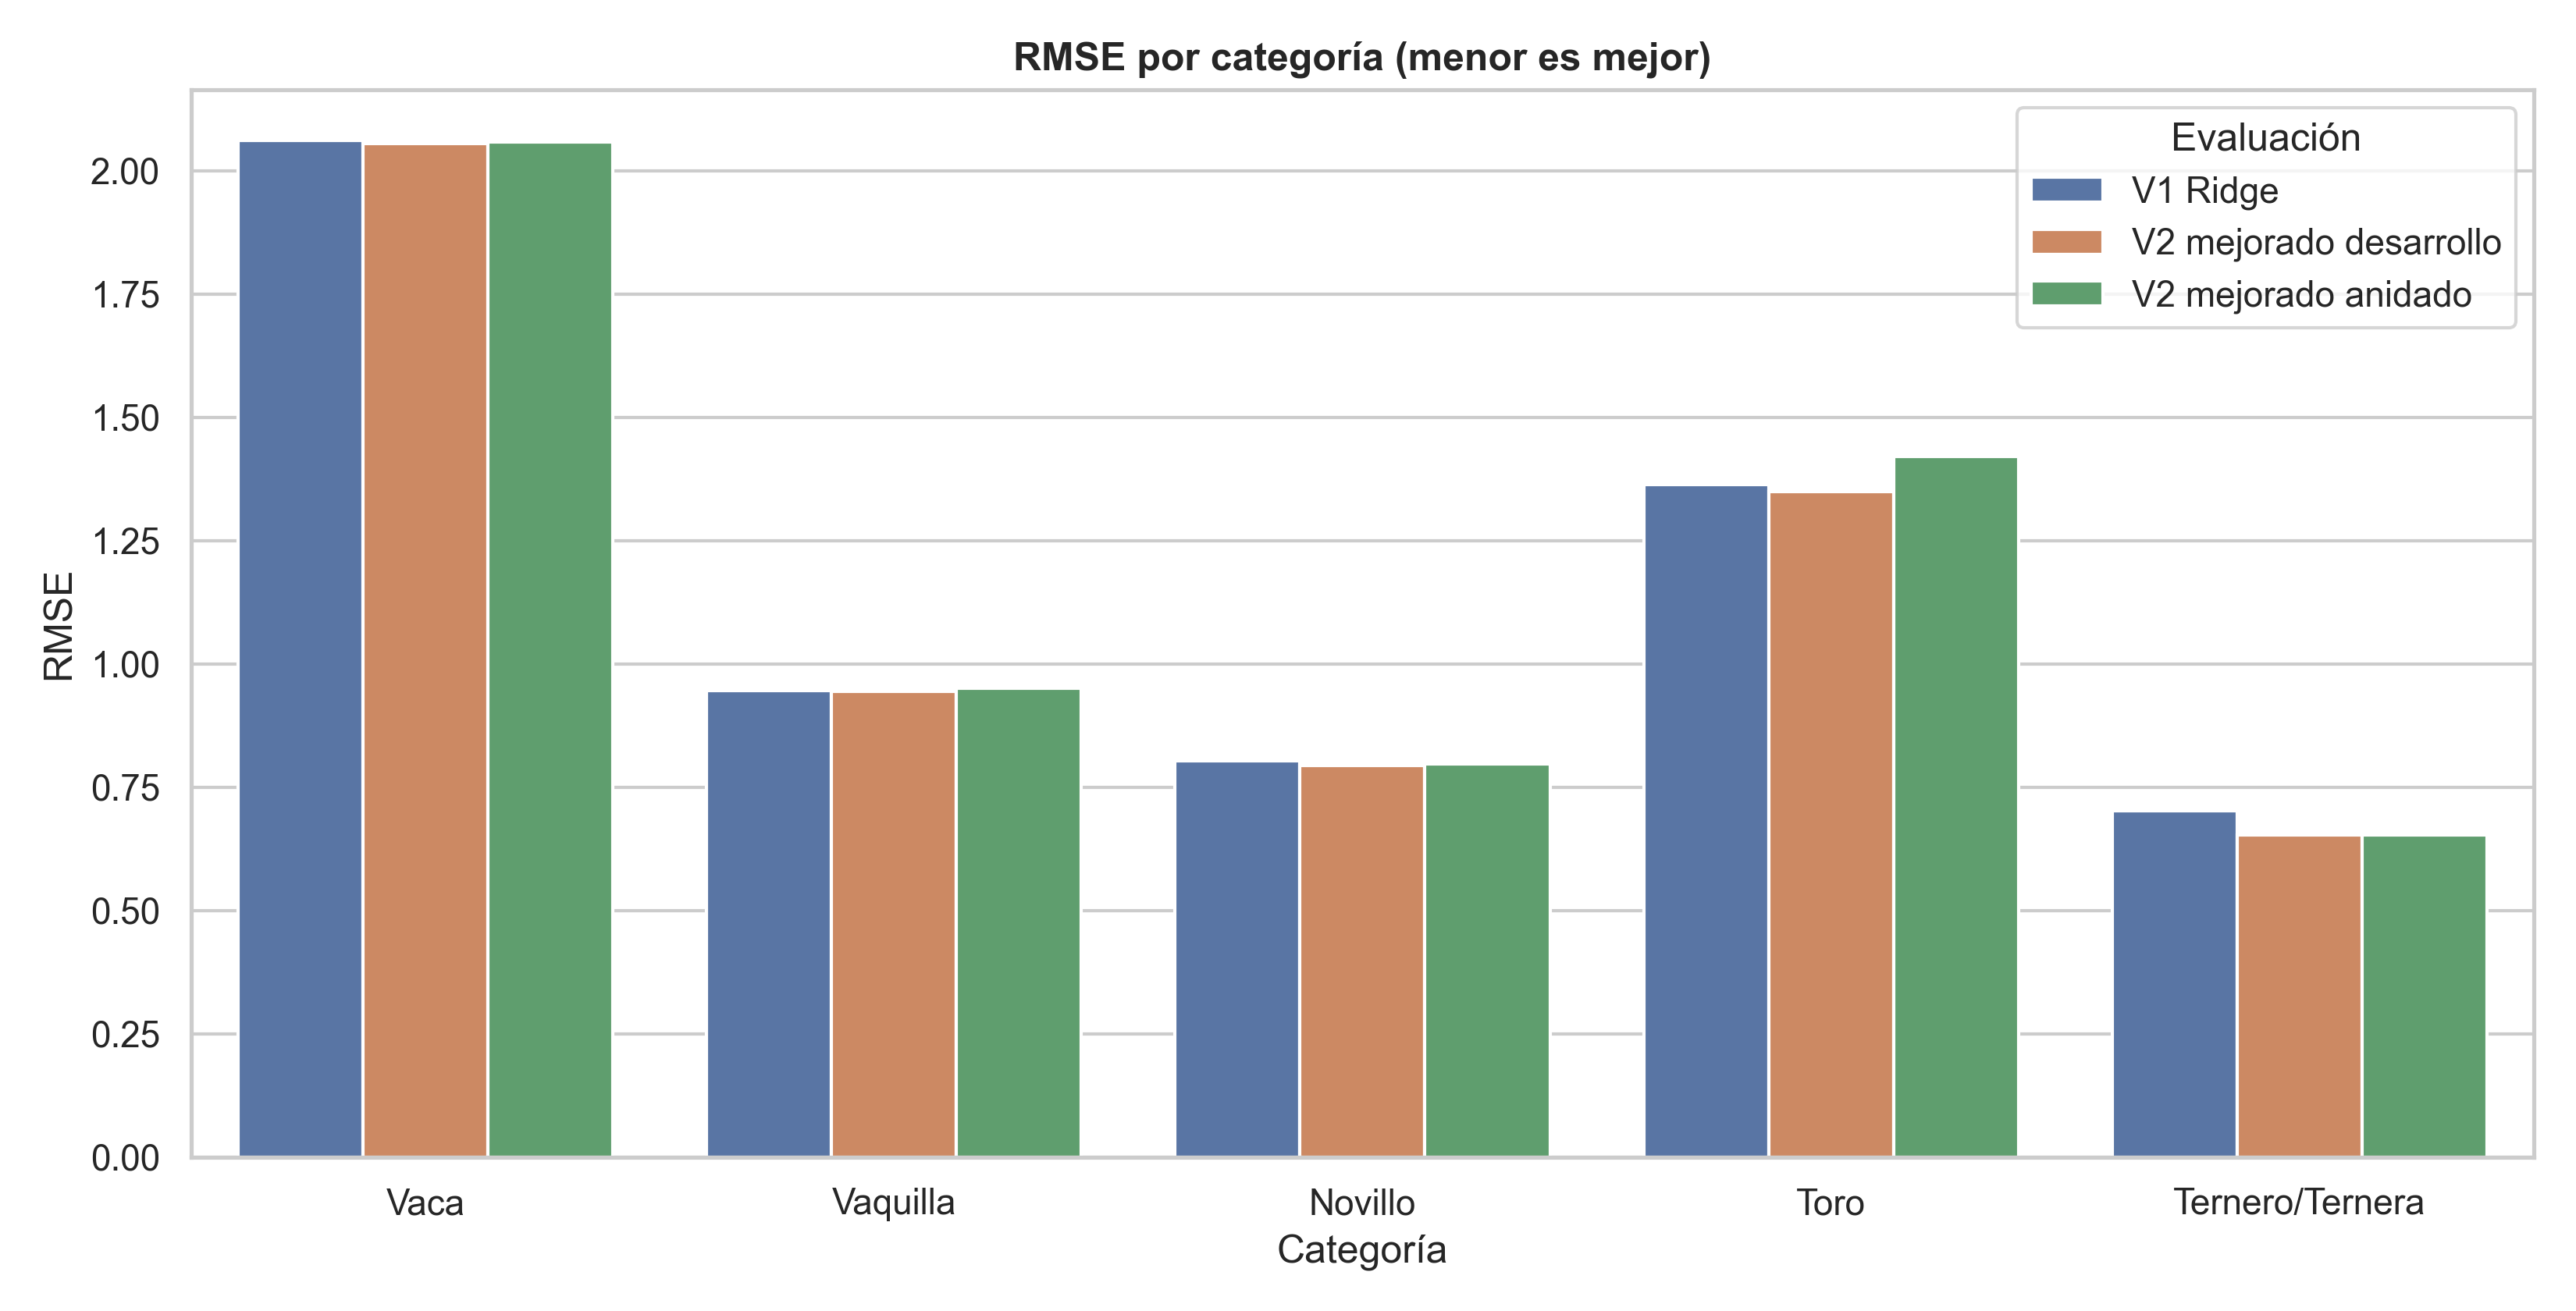 RMSE por categoría (menor es mejor)
Evaluación
V1 Ridge
V2 mejorado desarrollo
V2 mejorado anidado
RMSE
2.00
1.75
1.50
1.25
1.00
0.75
0.50
0.25
0.00
Vaca
Vaquilla
Novillo
Toro
Ternero/Ternera
Categoría